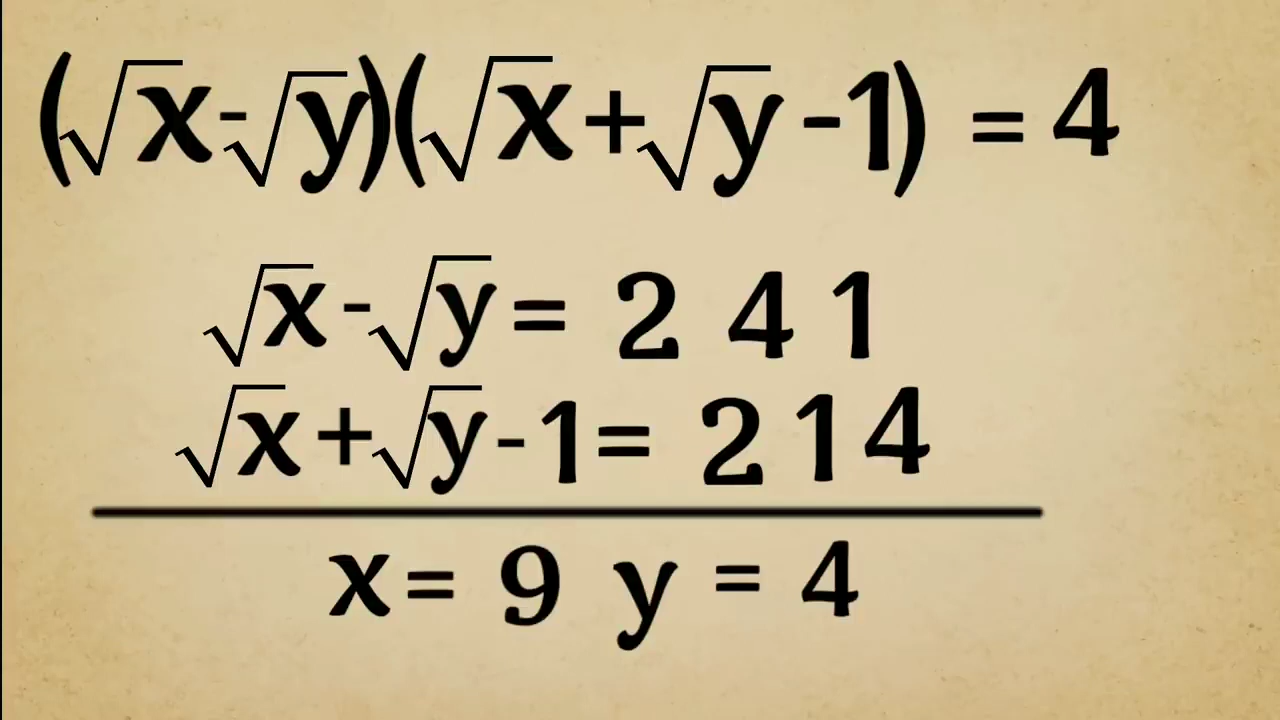 (√x-√y)(√x+√y-1) = 4
√x-√y= 2 4 1
√x+√y-1= 2 1 4
x= 9 y = 4